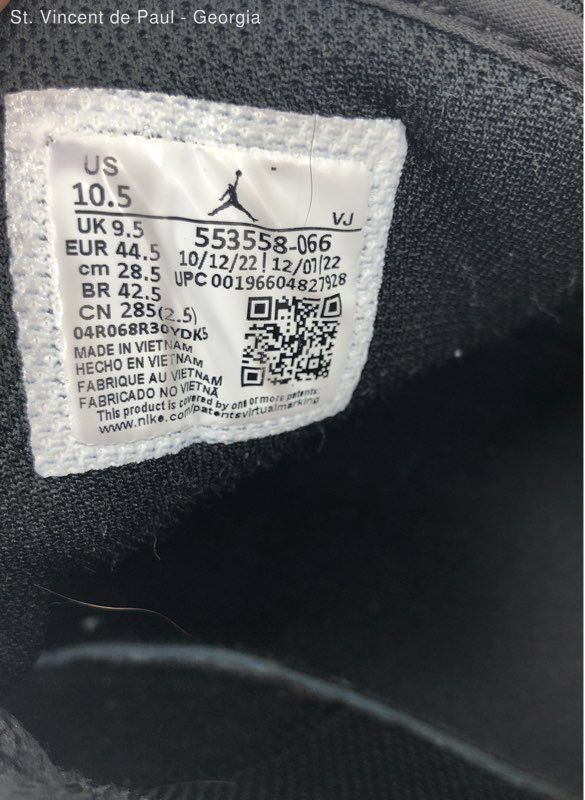 St. Vincent de Paul - Georgia
US
10.5
VJ
UK 9.5
553558-066
EUR 44.5
10/12/22 | 12/07/22
cm 28.5
UPC 00196604827928
BR 42.5
CN 285(2.5)
04R068R30YDK5
MADE IN VIETNAM
HECHO EN VIETNAM
FABRIQUE AU VIETNAM
FABRICADO NO VIETNÃ
This product is covered by one or more patents:
www.nike.com/patentsvirtualmarking